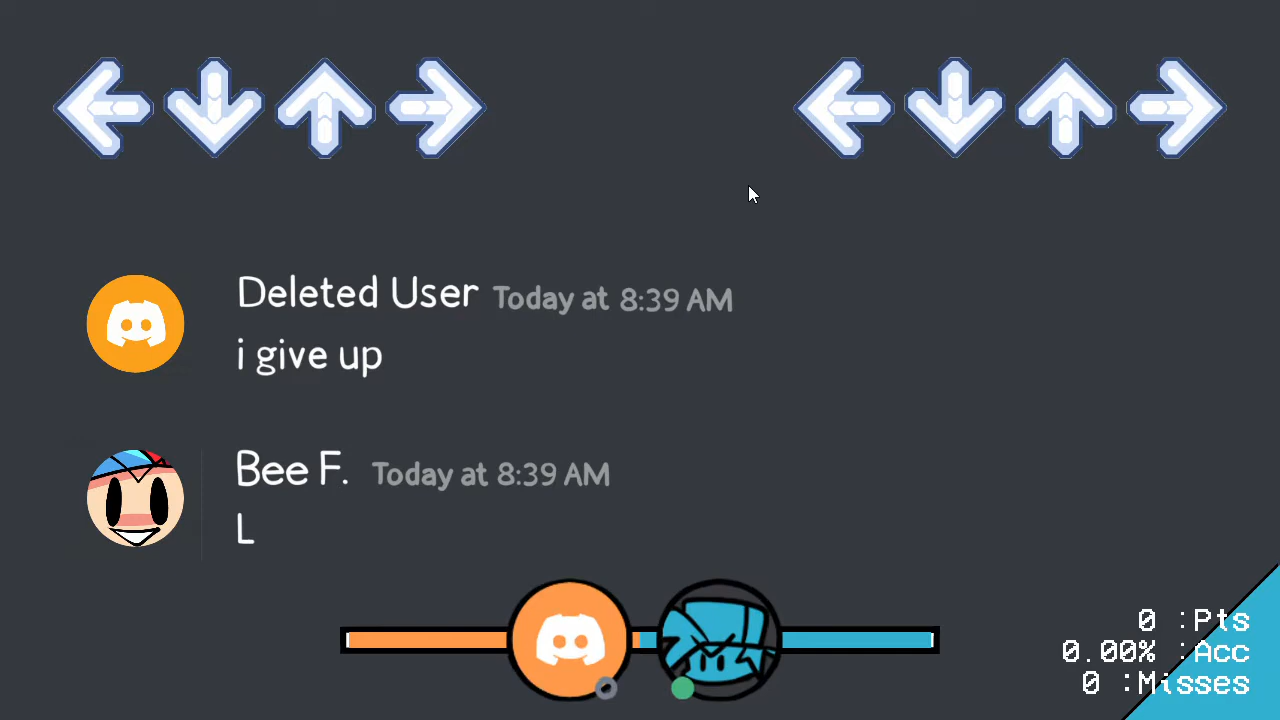 Deleted User Today at 8:39 AM
i give up
Bee F. Today at 8:39 AM
L
0 :Pts
0.00% :Acc
0 :Misses